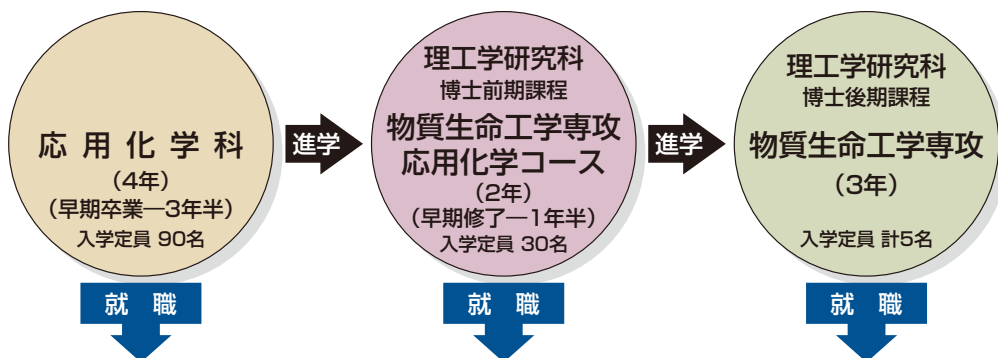 応用化学科
(4年)
(早期卒業―3年半)
入学定員 90名
就 職
進学
理工学研究科
博士前期課程
物質生命工学専攻
応用化学コース
(2年)
(早期修了―1年半)
入学定員 30名
就 職
進学
理工学研究科
博士後期課程
物質生命工学専攻
(3年)
入学定員 計5名
就 職